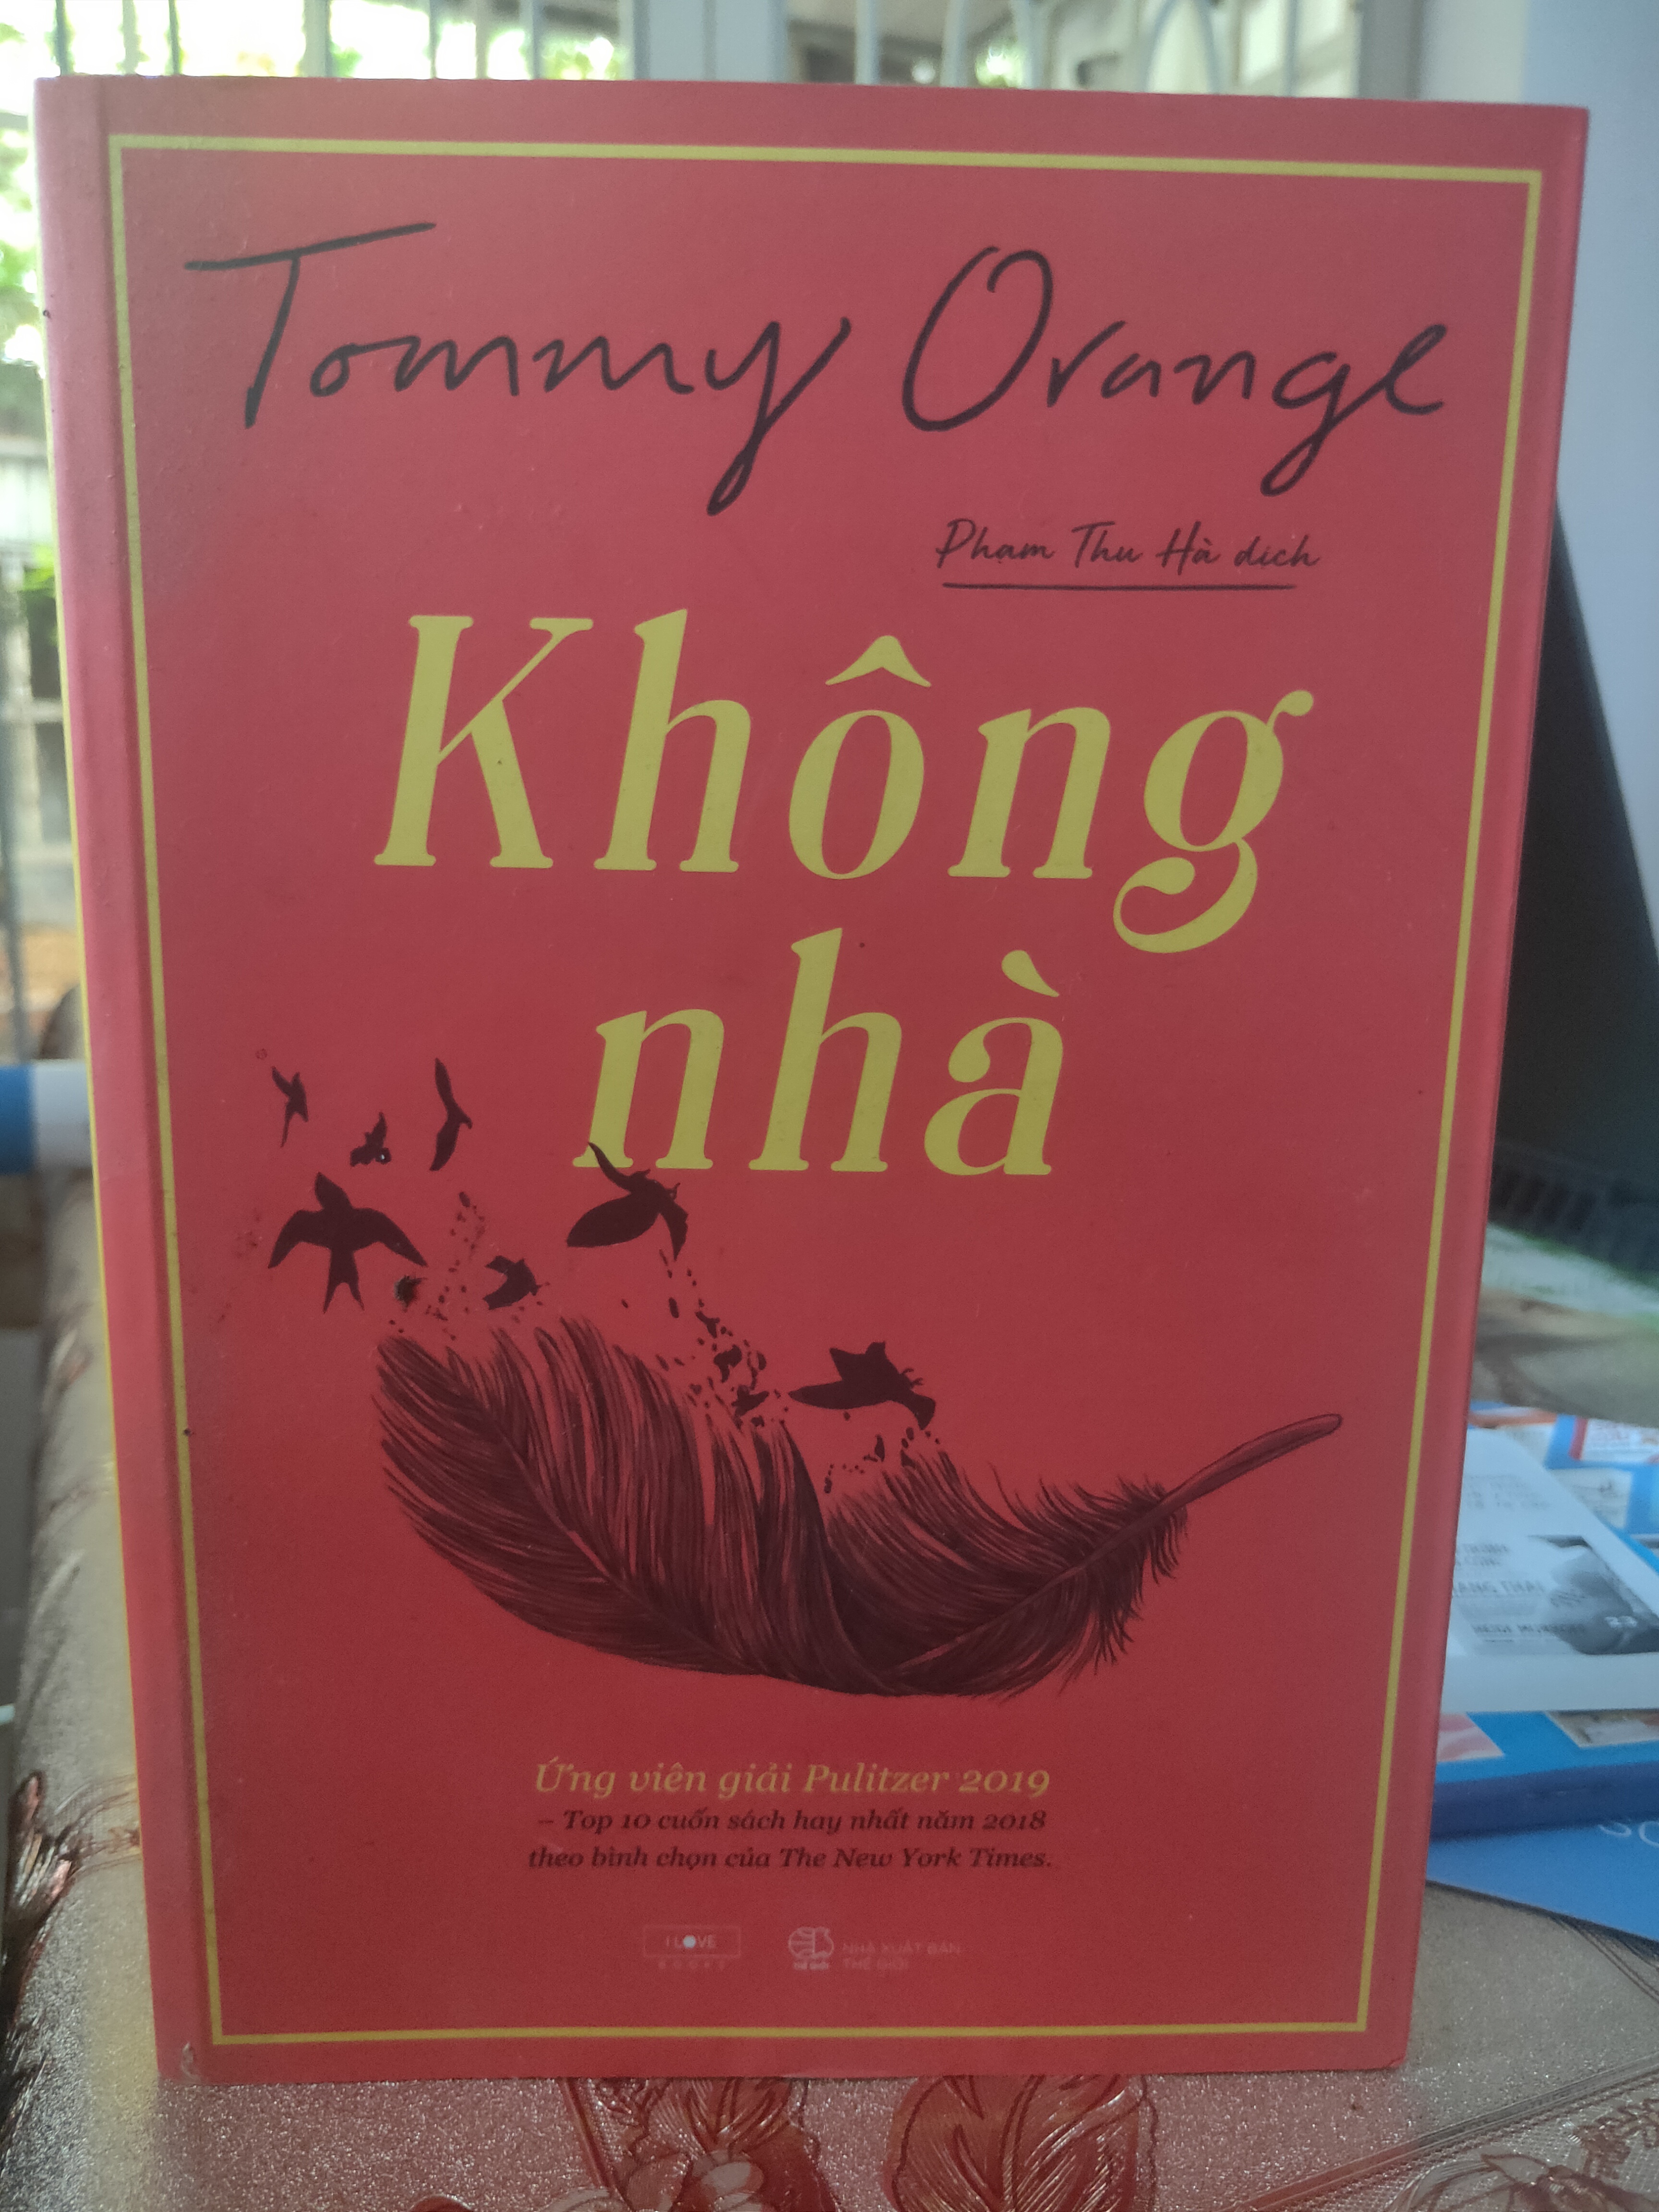 Tommy Orange
Phạm Thu Hà dịch
Không
nhà
Ứng viên giải Pulitzer 2019
– Top 10 cuốn sách hay nhất năm 2018
theo bình chọn của The New York Times.
I LOVE
BOOKS
NHÀ XUẤT BẢN
THẾ GIỚI
23